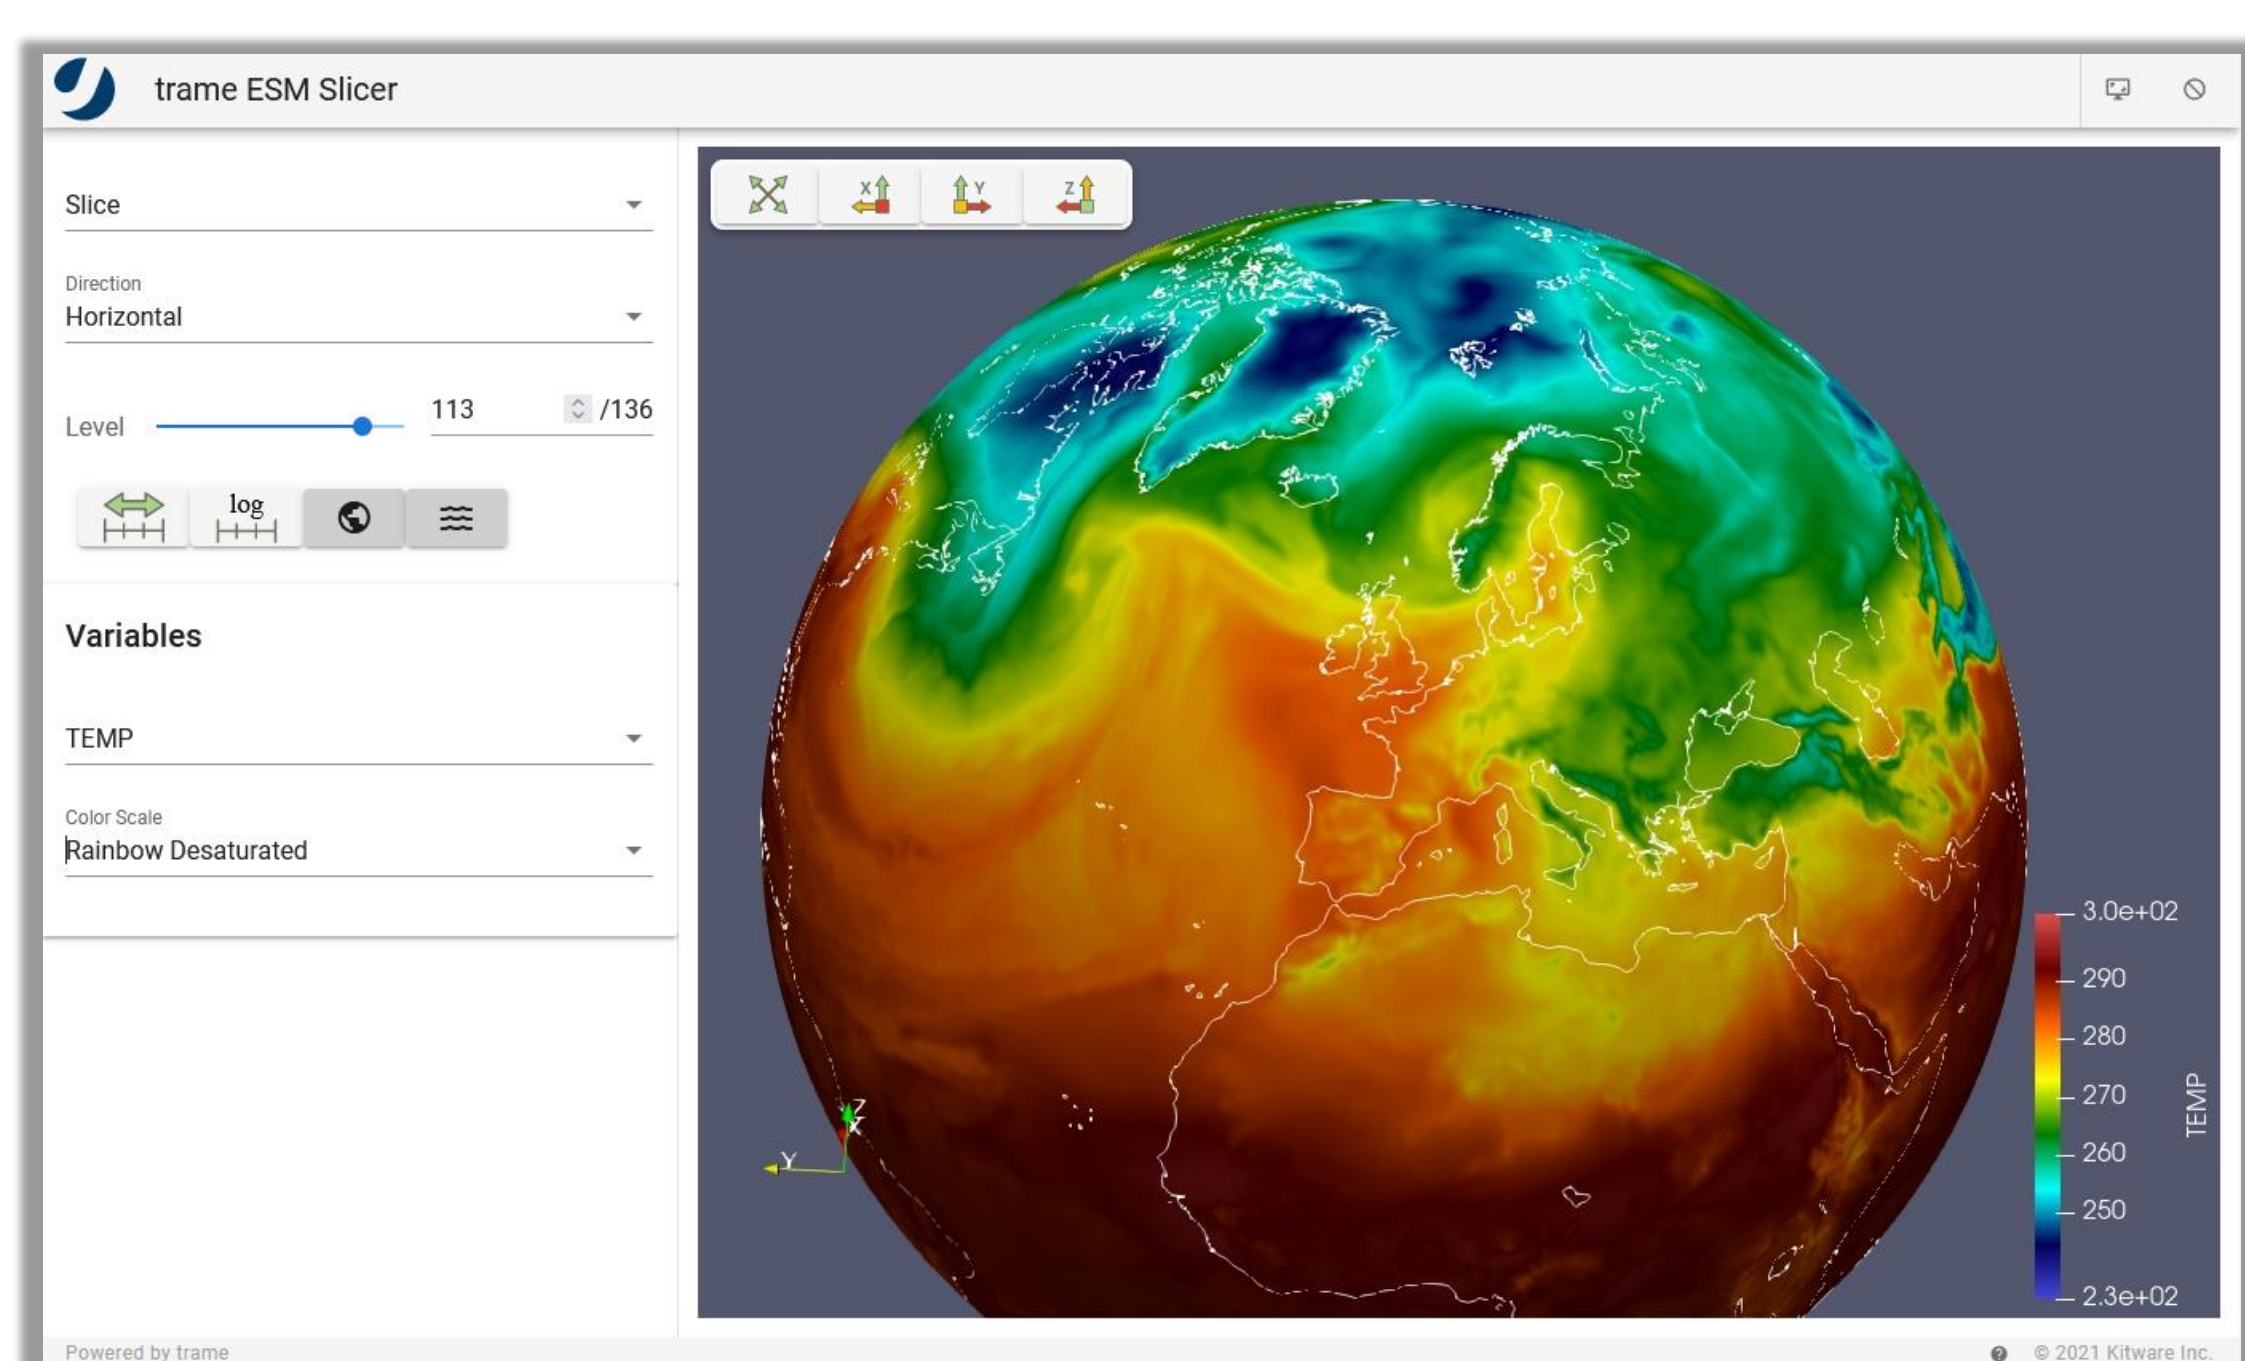 trame ESM Slicer
Slice
Direction
Horizontal
Level
113
/136
log
Variables
TEMP
Color Scale
Rainbow Desaturated
X
Y
Z
Z
Y
3.0e+02
290
280
270
260
250
2.3e+02
TEMP
Powered by trame
© 2021 Kitware Inc.